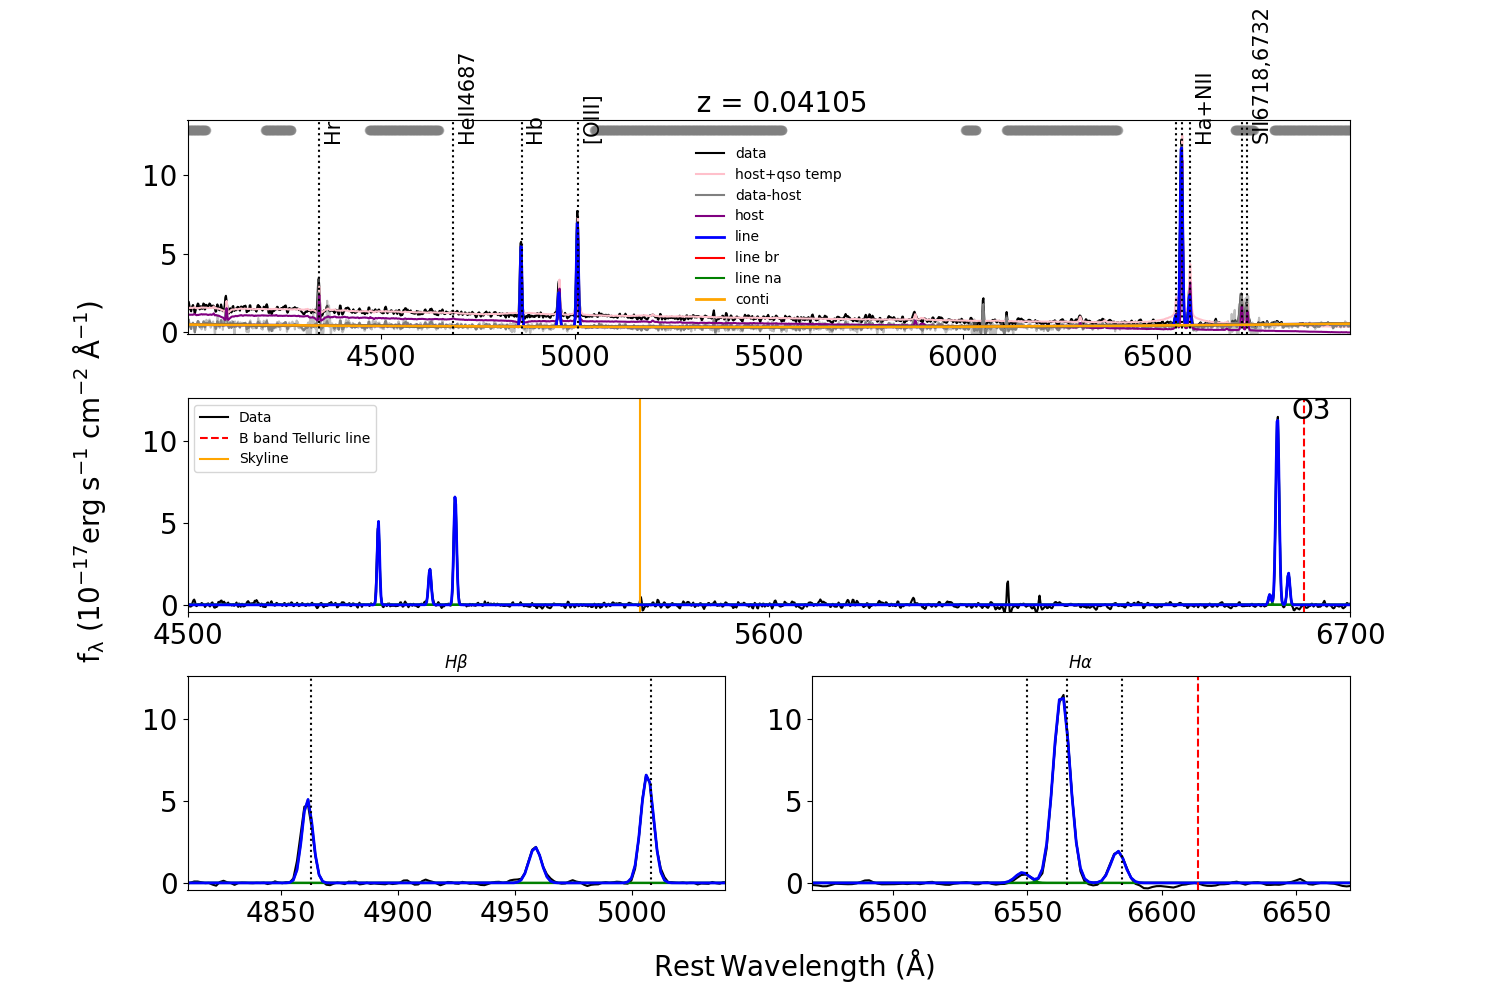 z = 0.04105
Hr
HeII4687
Hb
[OIII]
Ha+NII
SII6718,6732
data
host+qso temp
data-host
host
line
line br
line na
conti
10
5
0
4500
5000
5500
6000
6500
Data
B band Telluric line
Skyline
O3
10
5
0
4500
5600
6700
fλ (10⁻¹⁷erg s⁻¹ cm⁻² Å⁻¹)
Hβ
10
5
0
4850
4900
4950
5000
Hα
10
5
0
6500
6550
6600
6650
Rest Wavelength (Å)